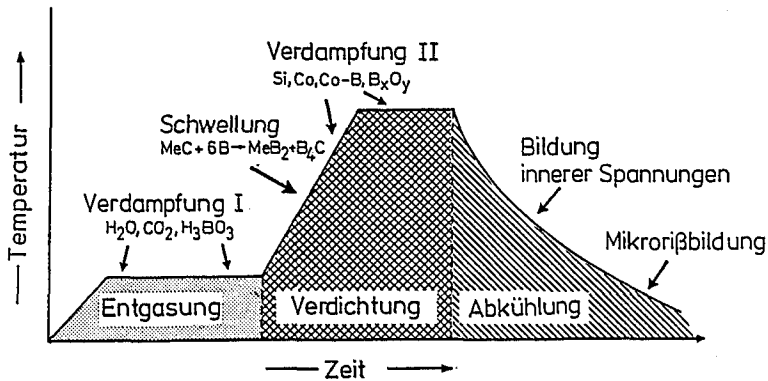 Verdampfung II
Si, Co, Co-B, BₓOᵧ
Schwellung
MeC + 6B → MeB₂ + B₄C
Verdampfung I
H₂O, CO₂, H₃BO₃
Bildung
innerer Spannungen
Mikrorißbildung
Entgasung
Verdichtung
Abkühlung
Temperatur
Zeit